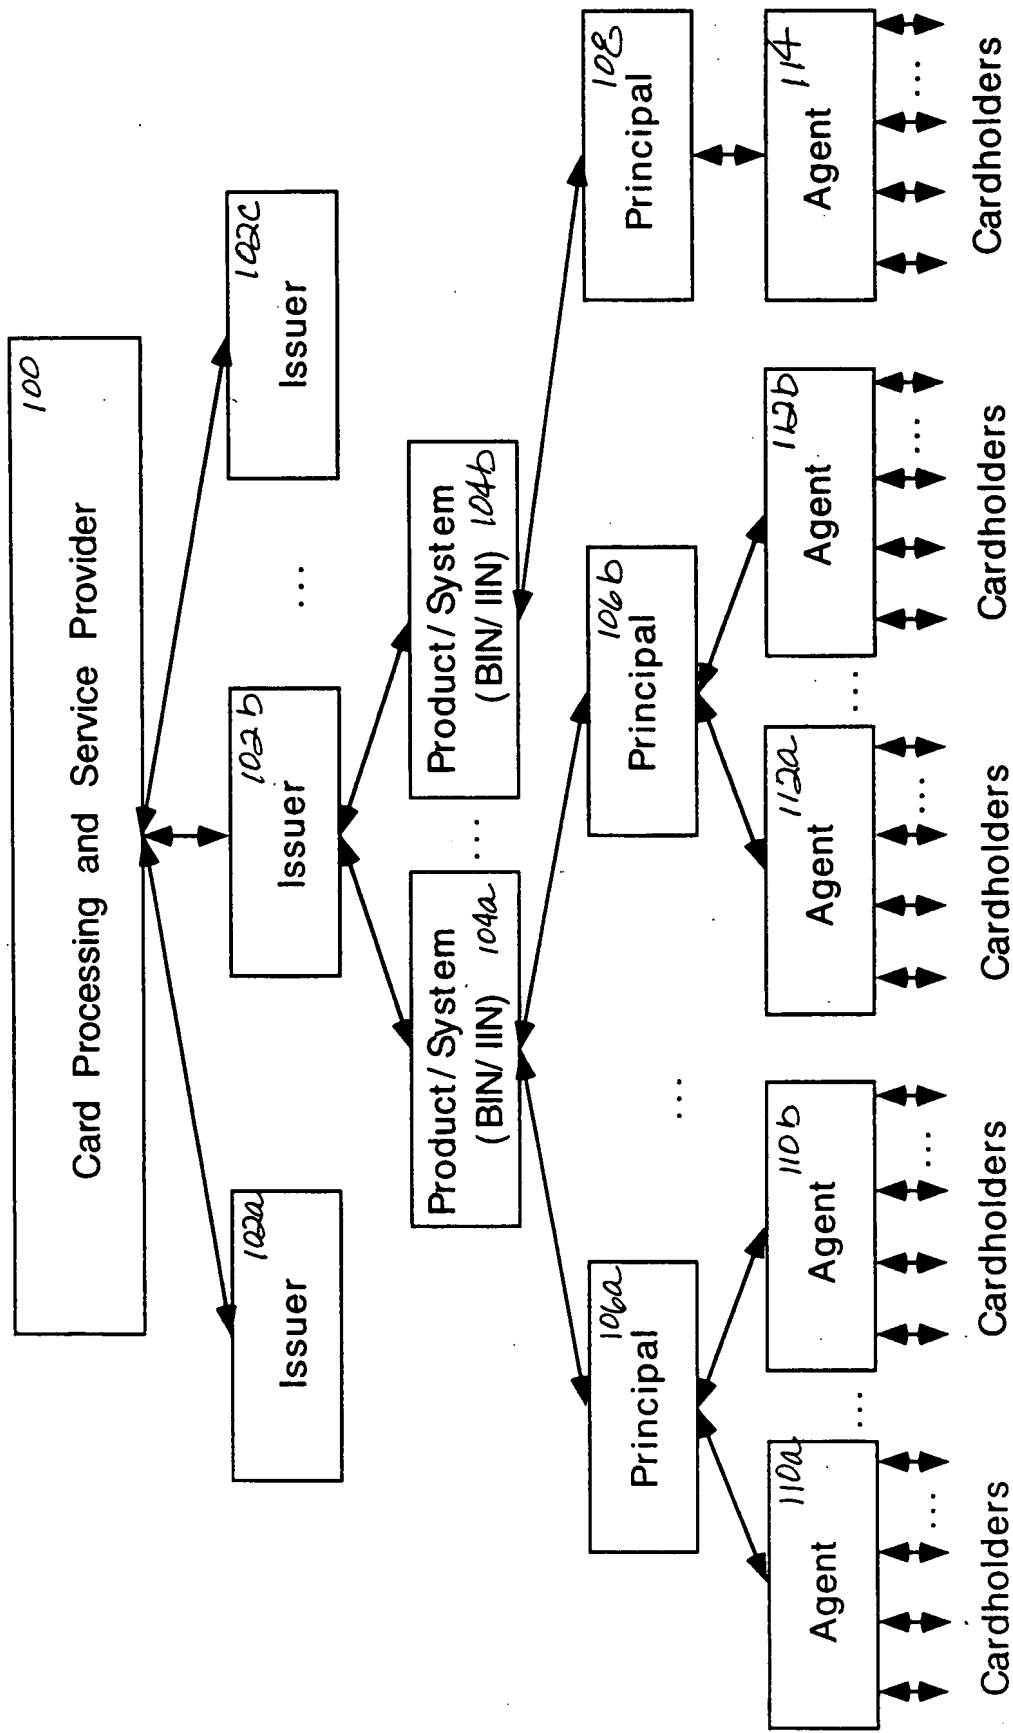 100
Card Processing and Service Provider
102a
Issuer
102b
Issuer
...
102c
Issuer
Product/System
(BIN/IIN) 104a
...
Product/System
(BIN/IIN) 104b
106a
Principal
...
106b
Principal
108
Principal
110a
Agent
...
110b
Agent
112a
Agent
...
112b
Agent
114
Agent
...
...
...
...
...
Cardholders
Cardholders
Cardholders
Cardholders
Cardholders